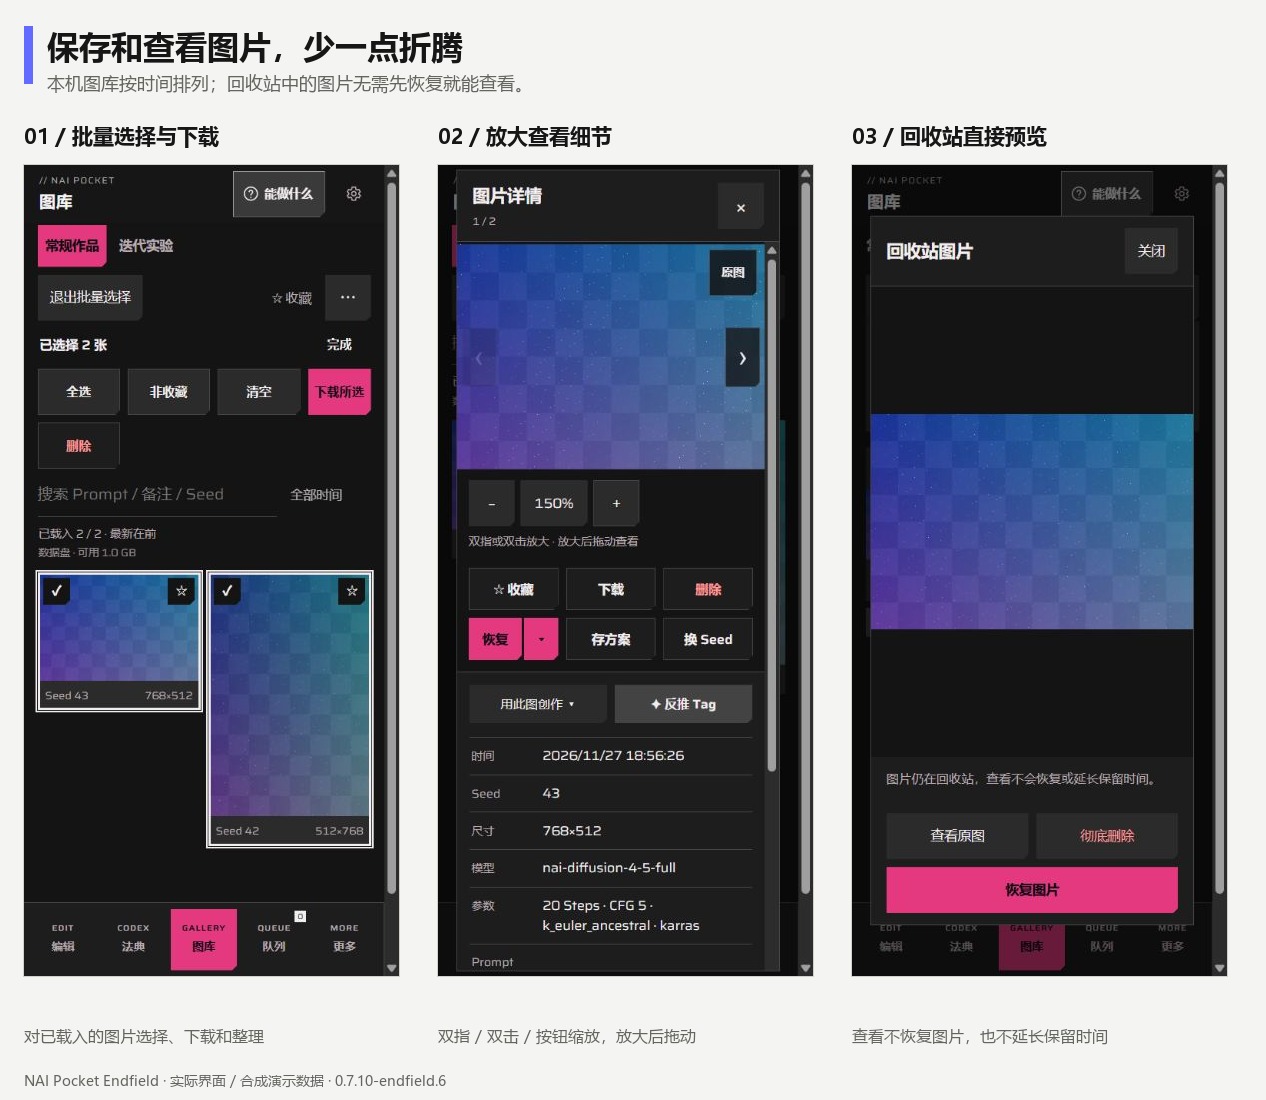 保存和查看图片，少一点折腾
本机图库按时间排列；回收站中的图片无需先恢复就能查看。
01 / 批量选择与下载
// NAI POCKET
图库
? 能做什么
常规作品 迭代实验
退出批量选择 ☆ 收藏 ···
已选择 2 张 完成
全选 非收藏 清空 下载所选
删除
搜索 Prompt / 备注 / Seed 全部时间
已载入 2 / 2 · 最新在前
数据盘 · 可用 1.0 GB
✓ ☆ ✓ ☆
Seed 43 768×512
Seed 42 512×768
EDIT CODEX GALLERY QUEUE 0 MORE
编辑 法典 图库 队列 更多
对已载入的图片选择、下载和整理
02 / 放大查看细节
图片详情
1 / 2
×
原图
‹ ›
- 150% +
双指或双击放大 · 放大后拖动查看
☆ 收藏 下载 删除
恢复 ▾ 存方案 换 Seed
用此图创作 ▾ ✦ 反推 Tag
时间 2026/11/27 18:56:26
Seed 43
尺寸 768×512
模型 nai-diffusion-4-5-full
参数 20 Steps · CFG 5 ·
k_euler_ancestral · karras
Prompt
双指 / 双击 / 按钮缩放，放大后拖动
03 / 回收站直接预览
// NAI POCKET
图库
? 能做什么
回收站图片 关闭
图片仍在回收站，查看不会恢复或延长保留时间。
查看原图 彻底删除
恢复图片
EDIT CODEX GALLERY QUEUE MORE
编辑 法典 图库 队列 更多
查看不恢复图片，也不延长保留时间
NAI Pocket Endfield · 实际界面 / 合成演示数据 · 0.7.10-endfield.6